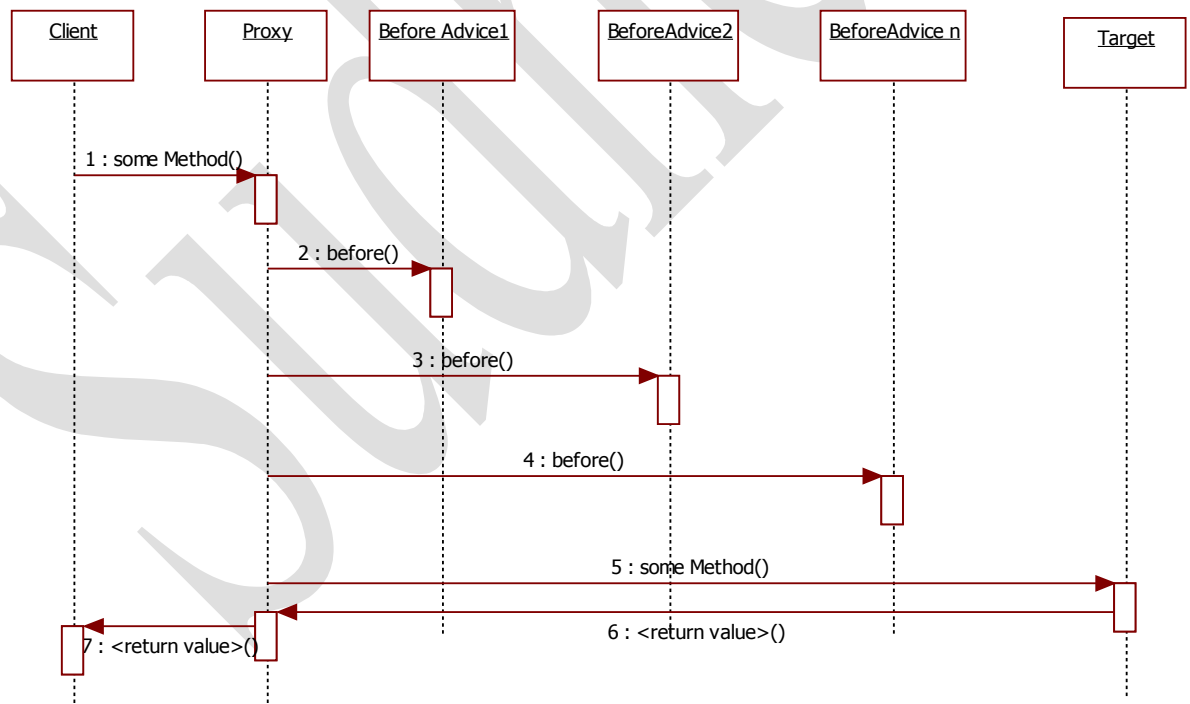 Client
Proxy
Before Advice1
BeforeAdvice2
BeforeAdvice n
Target
1 : some Method()
2 : before()
3 : before()
4 : before()
5 : some Method()
6 : <return value>()
7 : <return value>()